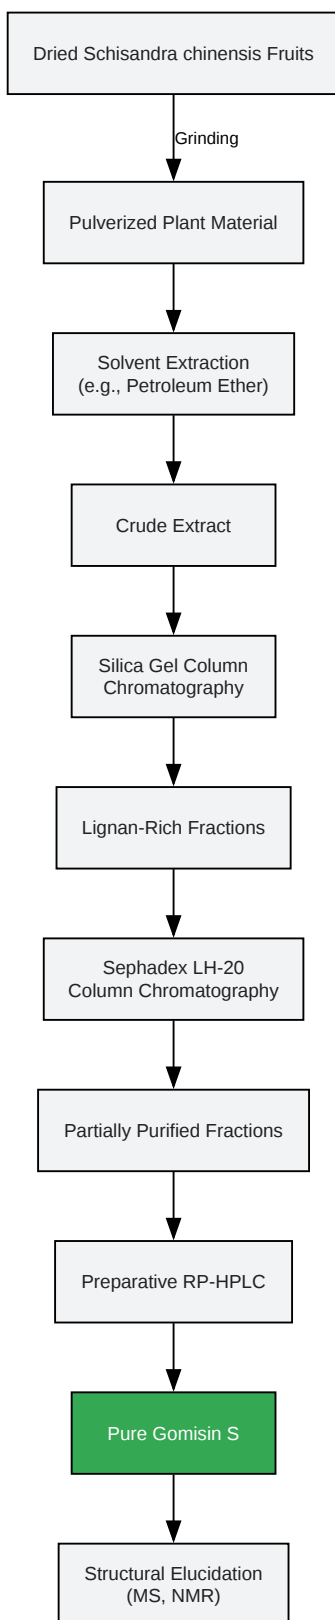 Dried Schisandra chinensis Fruits
Grinding
Pulverized Plant Material
Solvent Extraction
(e.g., Petroleum Ether)
Crude Extract
Silica Gel Column
Chromatography
Lignan-Rich Fractions
Sephadex LH-20
Column Chromatography
Partially Purified Fractions
Preparative RP-HPLC
Pure Gomisin S
Structural Elucidation
(MS, NMR)